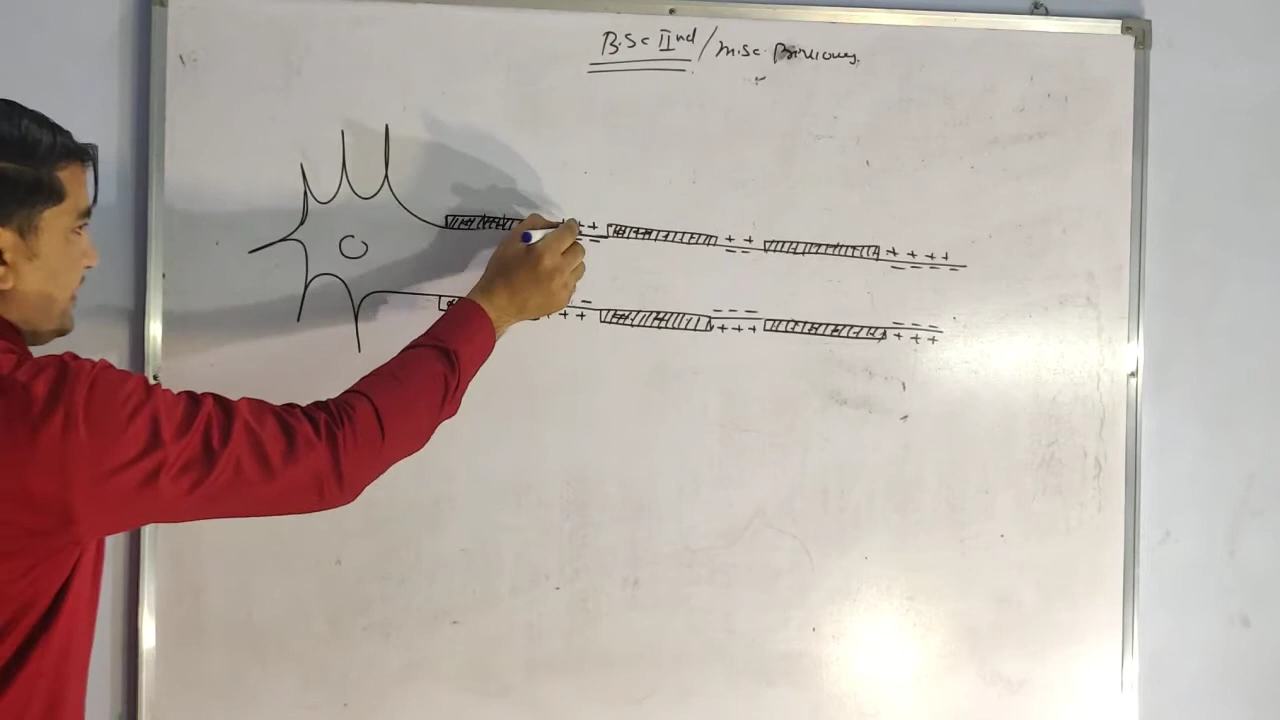 B.Sc IInd / M.Sc. Previous.
+ +
+ +
+ + + +
- -
- -
- - - -
-
- - -
- - -
+ + +
+ + +
+ + +